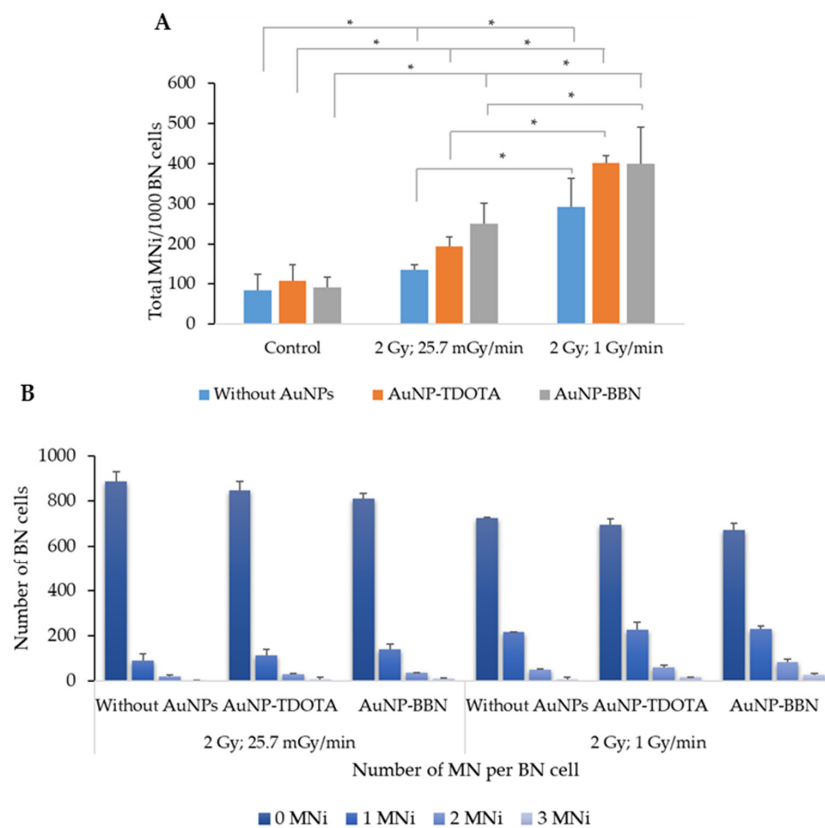 A
* *
* *
* *
*
*
*
Total MNi/1000 BN cells
600
500
400
300
200
100
0
Control 2 Gy; 25.7 mGy/min 2 Gy; 1 Gy/min
Without AuNPs AuNP-TDOTA AuNP-BBN
B
Number of BN cells
1000
800
600
400
200
0
Without AuNPs AuNP-TDOTA AuNP-BBN Without AuNPs AuNP-TDOTA AuNP-BBN
2 Gy; 25.7 mGy/min 2 Gy; 1 Gy/min
Number of MN per BN cell
0 MNi 1 MNi 2 MNi 3 MNi